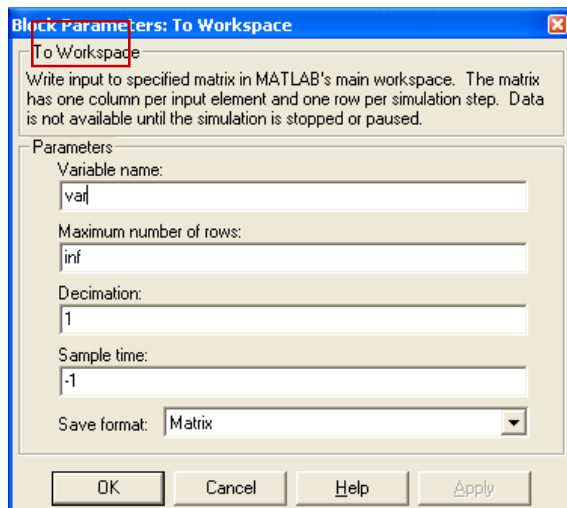 Block Parameters: To Workspace
To Workspace
Write input to specified matrix in MATLAB's main workspace. The matrix
has one column per input element and one row per simulation step. Data
is not available until the simulation is stopped or paused.
Parameters
Variable name:
var
Maximum number of rows:
inf
Decimation:
1
Sample time:
-1
Save format: Matrix
OK Cancel Help Apply